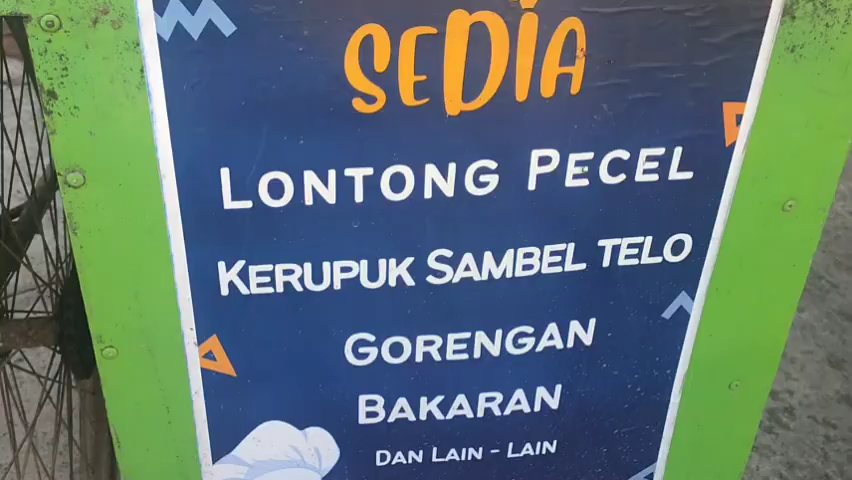 SEDIA
LONTONG PECEL
KERUPUK SAMBEL TELO
GORENGAN
BAKARAN
DAN LAIN - LAIN